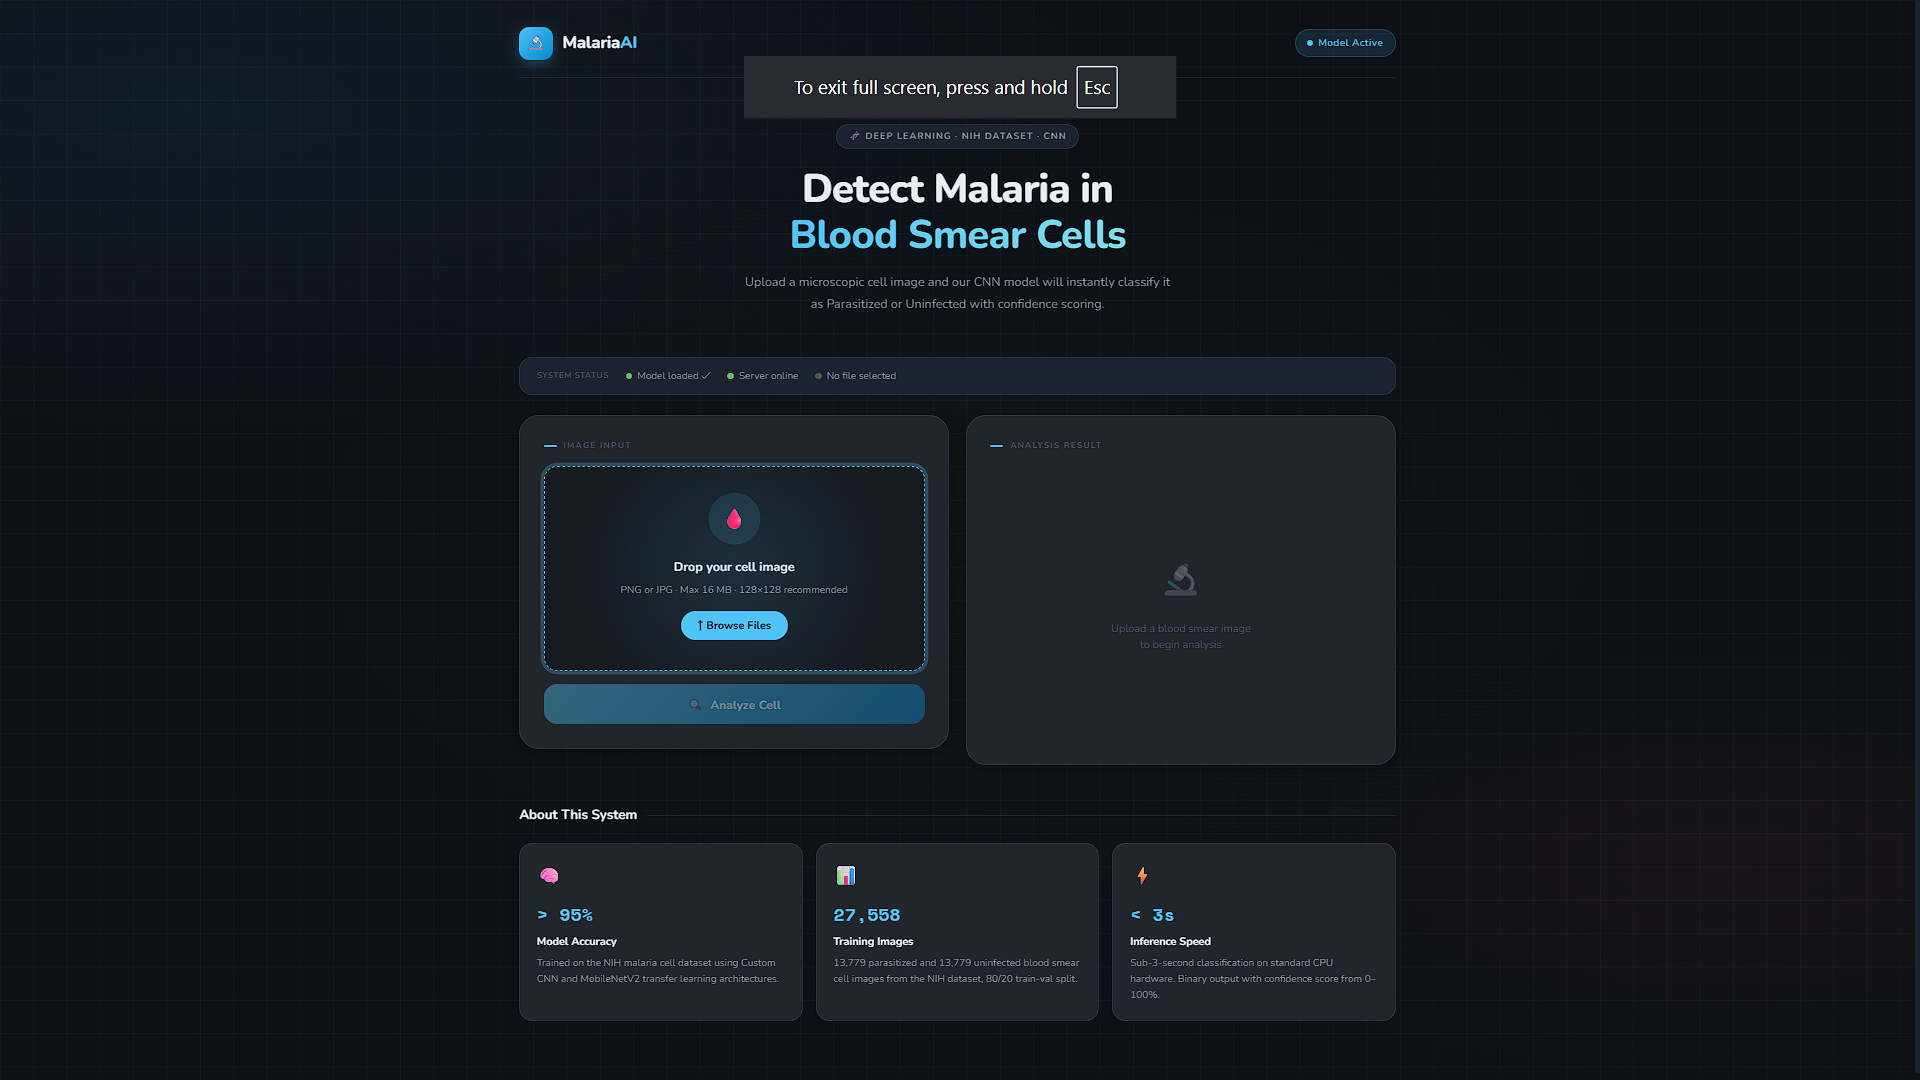 MalariaAI
Model Active
To exit full screen, press and hold Esc
DEEP LEARNING · NIH DATASET · CNN
Detect Malaria in
Blood Smear Cells
Upload a microscopic cell image and our CNN model will instantly classify it
as Parasitized or Uninfected with confidence scoring.
SYSTEM STATUS Model loaded ✓ Server online No file selected
IMAGE INPUT
Drop your cell image
PNG or JPG · Max 16 MB · 128×128 recommended
↑ Browse Files
Analyze Cell
ANALYSIS RESULT
Upload a blood smear image
to begin analysis
About This System
> 95%
Model Accuracy
Trained on the NIH malaria cell dataset using Custom
CNN and MobileNetV2 transfer learning architectures.
27,558
Training Images
13,779 parasitized and 13,779 uninfected blood smear
cell images from the NIH dataset, 80/20 train-val split.
< 3s
Inference Speed
Sub-3-second classification on standard CPU
hardware. Binary output with confidence score from 0–
100%.